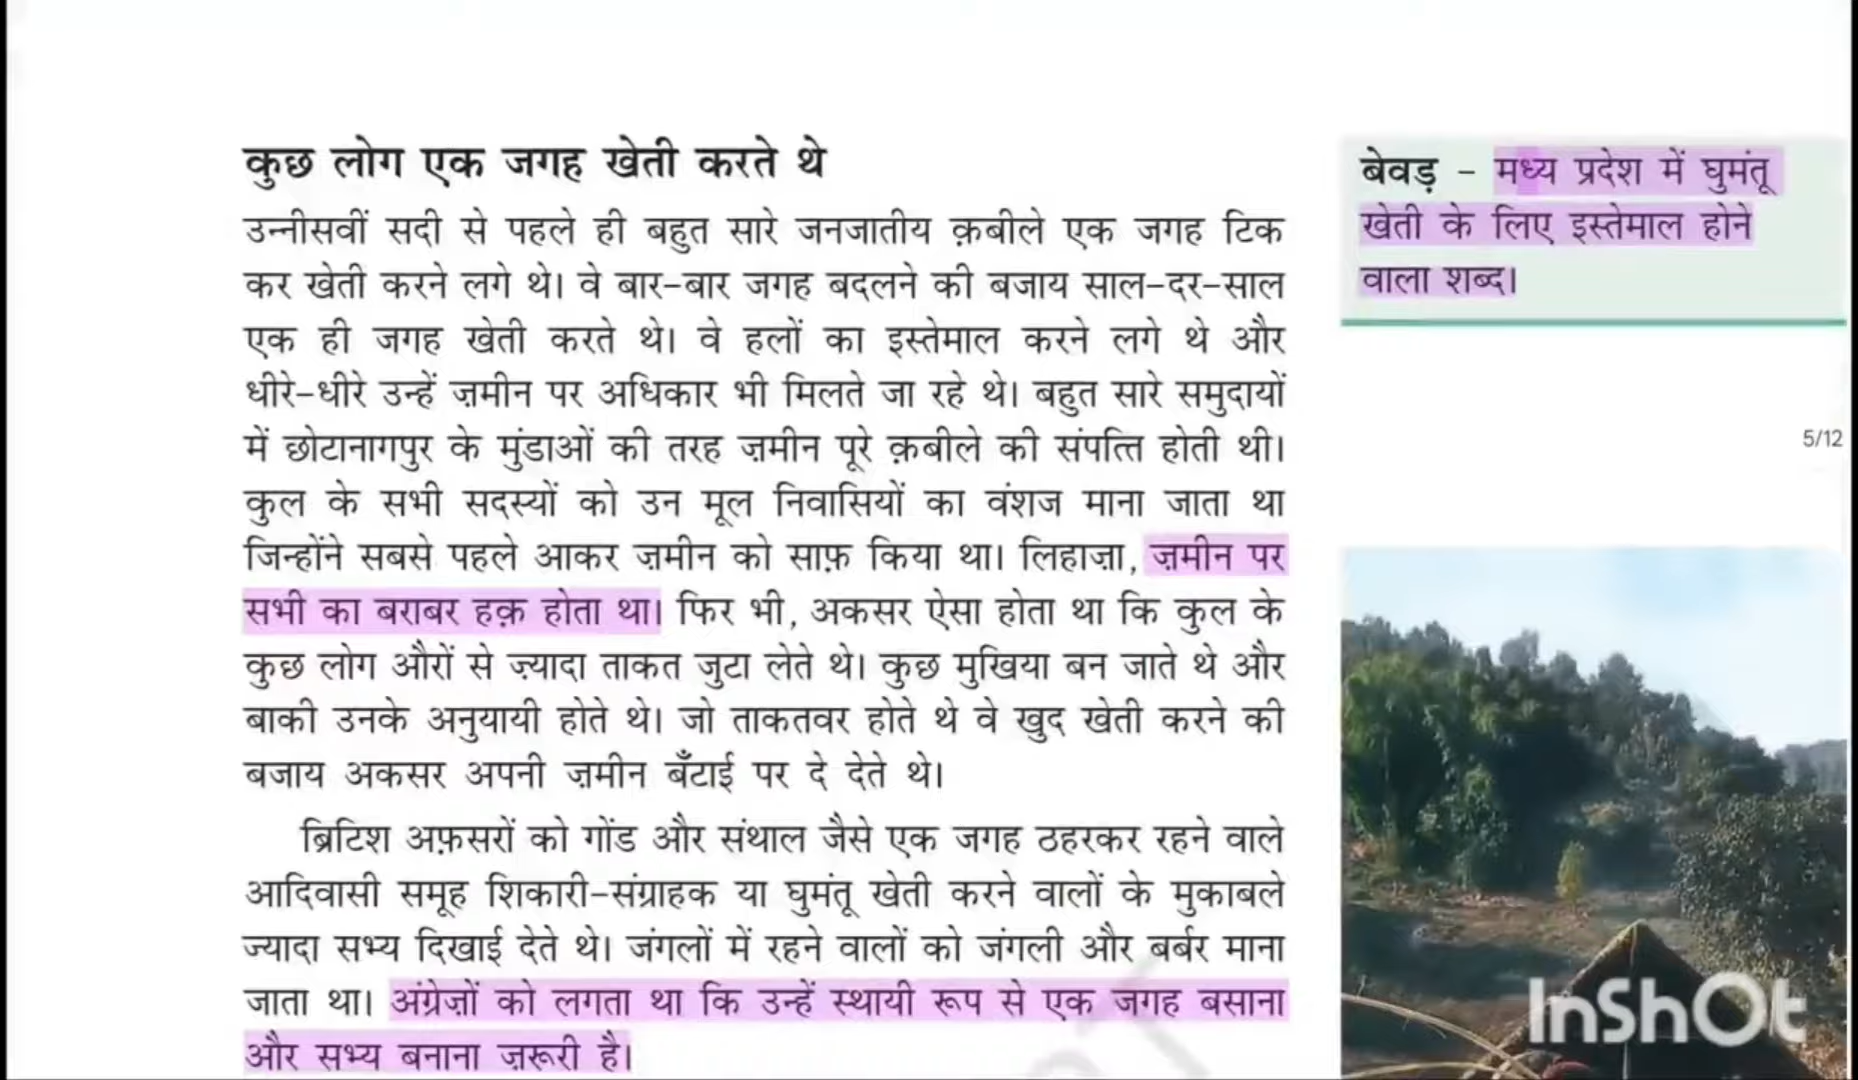 कुछ लोग एक जगह खेती करते थे
उन्नीसवीं सदी से पहले ही बहुत सारे जनजातीय क़बीले एक जगह टिक
कर खेती करने लगे थे। वे बार-बार जगह बदलने की बजाय साल-दर-साल
एक ही जगह खेती करते थे। वे हलों का इस्तेमाल करने लगे थे और
धीरे-धीरे उन्हें ज़मीन पर अधिकार भी मिलते जा रहे थे। बहुत सारे समुदायों
में छोटानागपुर के मुंडाओं की तरह ज़मीन पूरे क़बीले की संपत्ति होती थी।
कुल के सभी सदस्यों को उन मूल निवासियों का वंशज माना जाता था
जिन्होंने सबसे पहले आकर ज़मीन को साफ़ किया था। लिहाज़ा, ज़मीन पर
सभी का बराबर हक़ होता था। फिर भी, अकसर ऐसा होता था कि कुल के
कुछ लोग औरों से ज़्यादा ताकत जुटा लेते थे। कुछ मुखिया बन जाते थे और
बाकी उनके अनुयायी होते थे। जो ताकतवर होते थे वे खुद खेती करने की
बजाय अकसर अपनी ज़मीन बँटाई पर दे देते थे।
ब्रिटिश अफ़सरों को गोंड और संथाल जैसे एक जगह ठहरकर रहने वाले
आदिवासी समूह शिकारी-संग्राहक या घुमंतू खेती करने वालों के मुकाबले
ज्यादा सभ्य दिखाई देते थे। जंगलों में रहने वालों को जंगली और बर्बर माना
जाता था। अंग्रेज़ों को लगता था कि उन्हें स्थायी रूप से एक जगह बसाना
और सभ्य बनाना ज़रूरी है।
बेवड़ - मध्य प्रदेश में घुमंतू
खेती के लिए इस्तेमाल होने
वाला शब्द।
5/12
InShOt